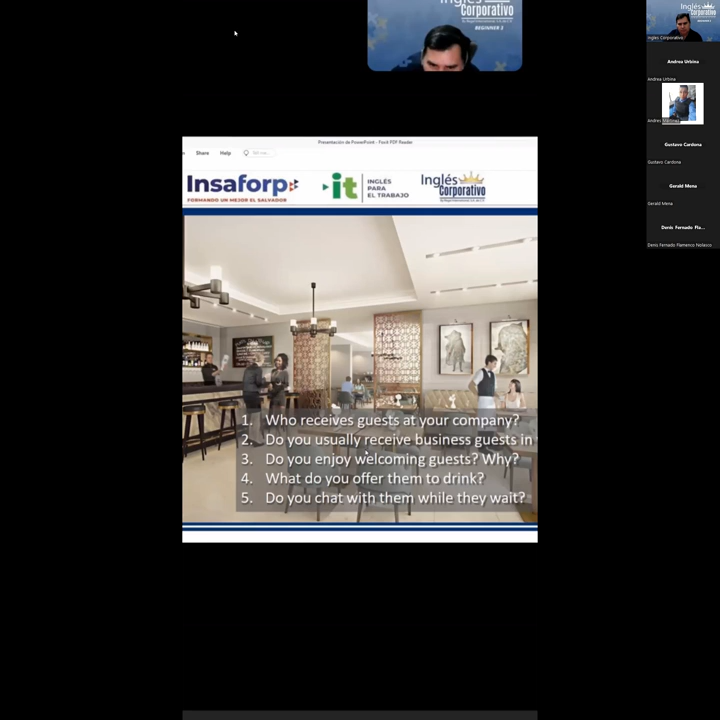 Inglés
Corporativo
BEGINNER 2
Inglés
Corporativo
Ingles Corporativo
Andrea Urbina
Andrea Urbina
Andres Martinez
Gustavo Cardona
Gustavo Cardona
Gerald Mena
Gerald Mena
Denis Fernado Fla...
Denis Fernado Flamenco Nolasco
Presentación de PowerPoint - Foxit PDF Reader
Share Help
Insaforp
FORMANDO UN MEJOR EL SALVADOR
it
INGLÉS
PARA
EL TRABAJO
Inglés
Corporativo
1. Who receives guests at your company?
2. Do you usually receive business guests in
3. Do you enjoy welcoming guests? Why?
4. What do you offer them to drink?
5. Do you chat with them while they wait?